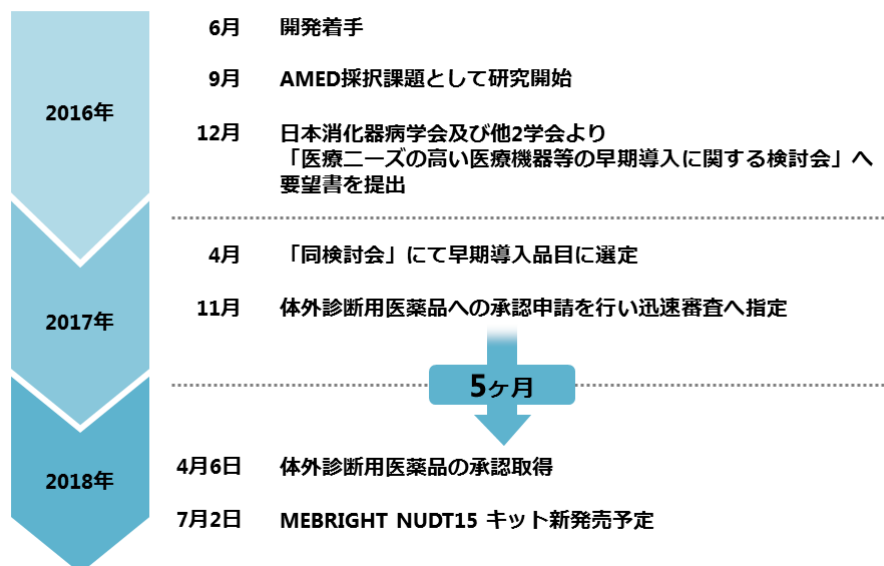 2016年
6月 開発着手
9月 AMED採択課題として研究開始
12月 日本消化器病学会及び他2学会より
「医療ニーズの高い医療機器等の早期導入に関する検討会」へ
要望書を提出
2017年
4月 「同検討会」にて早期導入品目に選定
11月 体外診断用医薬品への承認申請を行い迅速審査へ指定
5ヶ月
2018年
4月6日 体外診断用医薬品の承認取得
7月2日 MEBRIGHT NUDT15 キット新発売予定